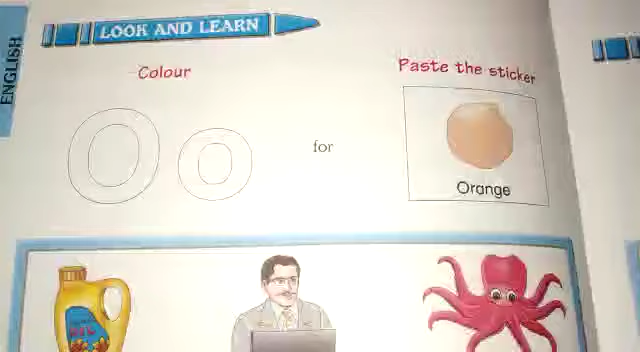 LOOK AND LEARN
ENGLISH
Colour
Paste the sticker
O o
for
Orange